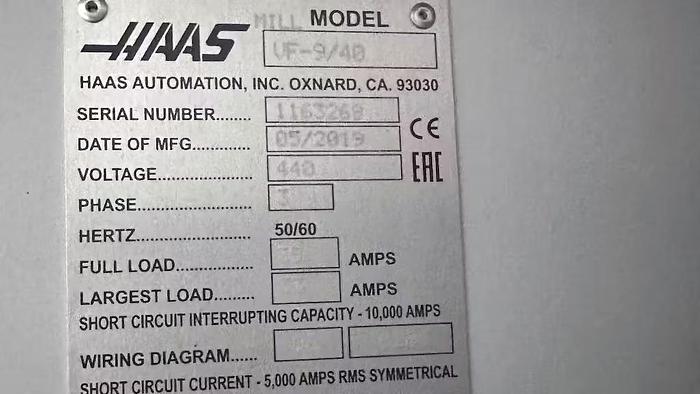 MILL MODEL
HAAS VF-9/40
HAAS AUTOMATION, INC. OXNARD, CA. 93030
SERIAL NUMBER........ 1163269
DATE OF MFG............. 05/2019 CE
VOLTAGE.................... 440 EAC
PHASE........................ 3
HERTZ........................ 50/60
FULL LOAD................ AMPS
LARGEST LOAD......... AMPS
SHORT CIRCUIT INTERRUPTING CAPACITY - 10,000 AMPS
WIRING DIAGRAM......
SHORT CIRCUIT CURRENT - 5,000 AMPS RMS SYMMETRICAL